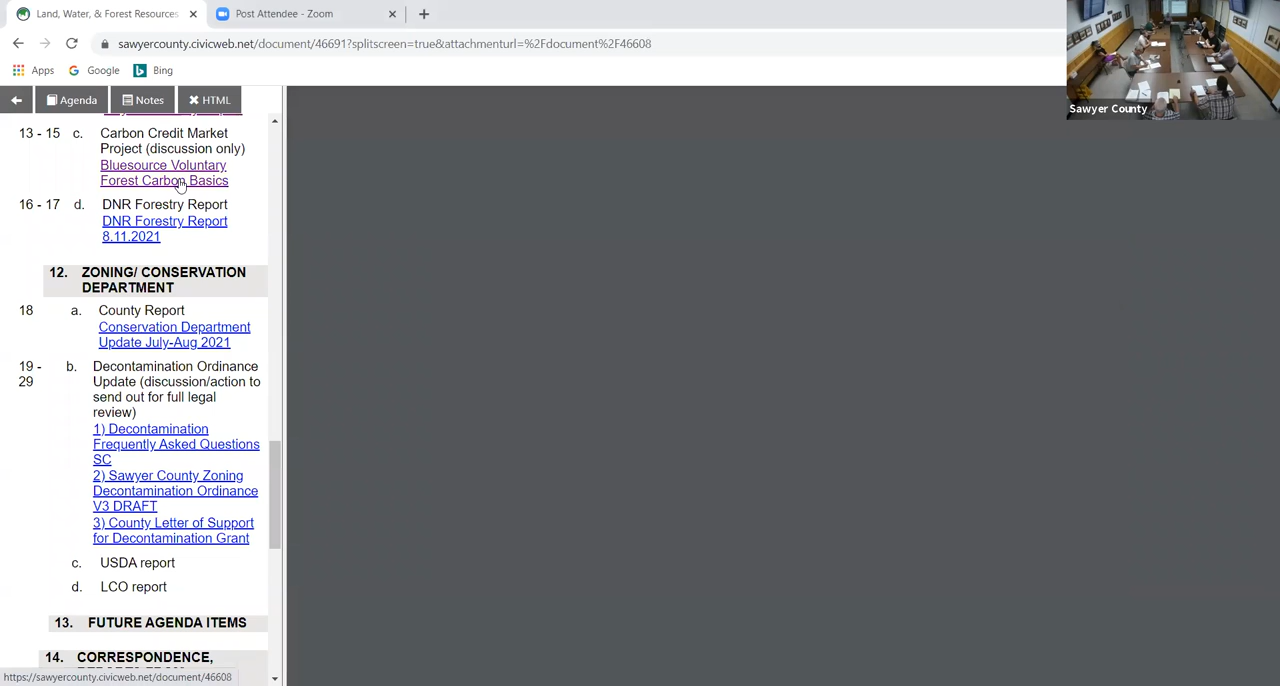 Land, Water, & Forest Resources
Post Attendee - Zoom
sawyercounty.civicweb.net/document/46691?splitscreen=true&attachmenturl=%2Fdocument%2F46608
Apps Google Bing
Agenda Notes HTML
13 - 15 c. Carbon Credit Market
Project (discussion only)
Bluesource Voluntary
Forest Carbon Basics
16 - 17 d. DNR Forestry Report
DNR Forestry Report
8.11.2021
12. ZONING/ CONSERVATION
DEPARTMENT
18 a. County Report
Conservation Department
Update July-Aug 2021
19 - b. Decontamination Ordinance
29 Update (discussion/action to
send out for full legal
review)
1) Decontamination
Frequently Asked Questions
SC
2) Sawyer County Zoning
Decontamination Ordinance
V3 DRAFT
3) County Letter of Support
for Decontamination Grant
c. USDA report
d. LCO report
13. FUTURE AGENDA ITEMS
14. CORRESPONDENCE,
https://sawyercounty.civicweb.net/document/46608
Sawyer County